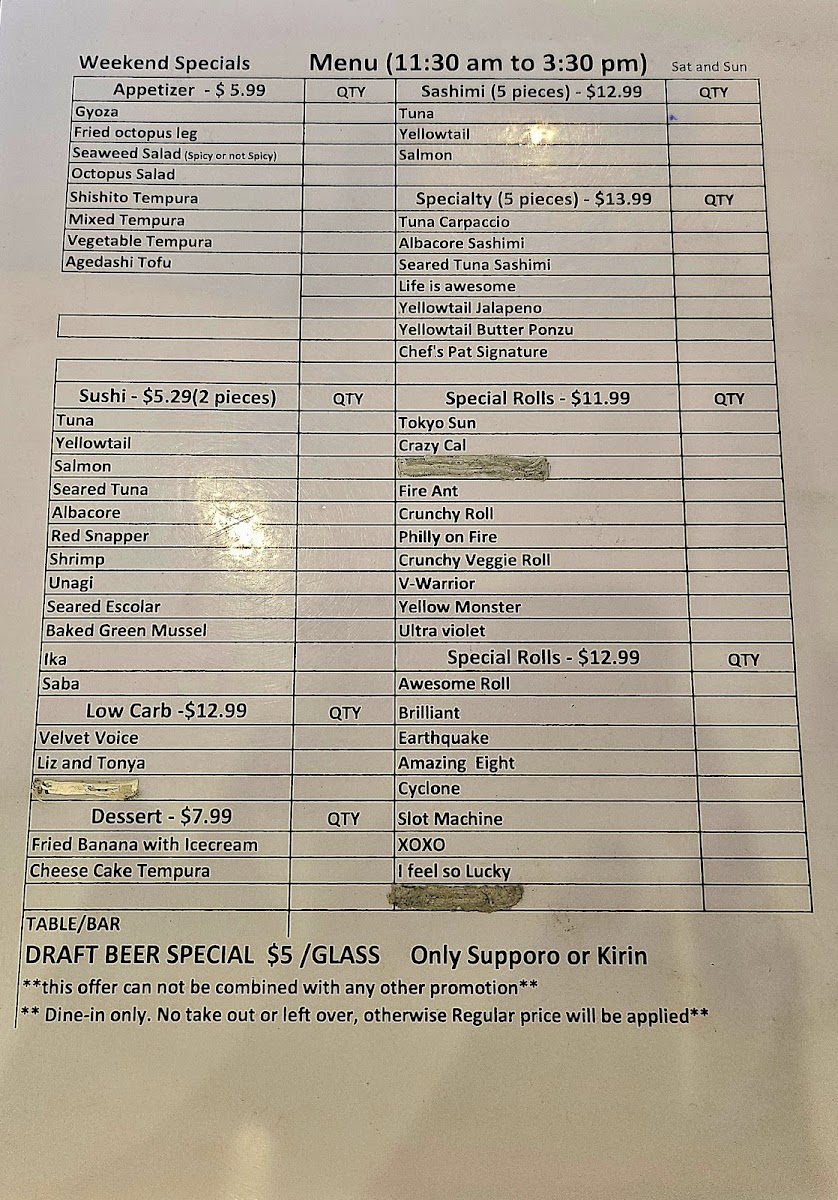 Weekend Specials Menu (11:30 am to 3:30 pm) Sat and Sun
Appetizer - $ 5.99 QTY
Gyoza
Fried octopus leg
Seaweed Salad (Spicy or not Spicy)
Octopus Salad
Shishito Tempura
Mixed Tempura
Vegetable Tempura
Agedashi Tofu
Sashimi (5 pieces) - $12.99 QTY
Tuna
Yellowtail
Salmon
Specialty (5 pieces) - $13.99 QTY
Tuna Carpaccio
Albacore Sashimi
Seared Tuna Sashimi
Life is awesome
Yellowtail Jalapeno
Yellowtail Butter Ponzu
Chef's Pat Signature
Sushi - $5.29(2 pieces) QTY
Tuna
Yellowtail
Salmon
Seared Tuna
Albacore
Red Snapper
Shrimp
Unagi
Seared Escolar
Baked Green Mussel
Ika
Saba
Low Carb -$12.99 QTY
Velvet Voice
Liz and Tonya
Dessert - $7.99 QTY
Fried Banana with Icecream
Cheese Cake Tempura
Special Rolls - $11.99 QTY
Tokyo Sun
Crazy Cal
Fire Ant
Crunchy Roll
Philly on Fire
Crunchy Veggie Roll
V-Warrior
Yellow Monster
Ultra violet
Special Rolls - $12.99 QTY
Awesome Roll
Brilliant
Earthquake
Amazing Eight
Cyclone
Slot Machine
XOXO
I feel so Lucky
TABLE/BAR
DRAFT BEER SPECIAL $5 /GLASS Only Supporo or Kirin
**this offer can not be combined with any other promotion**
** Dine-in only. No take out or left over, otherwise Regular price will be applied**